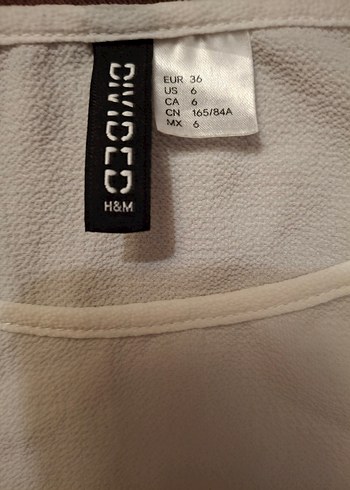 DIVIDED
H&M
EUR 36
US 6
CA 6
CN 165/84A
MX 6